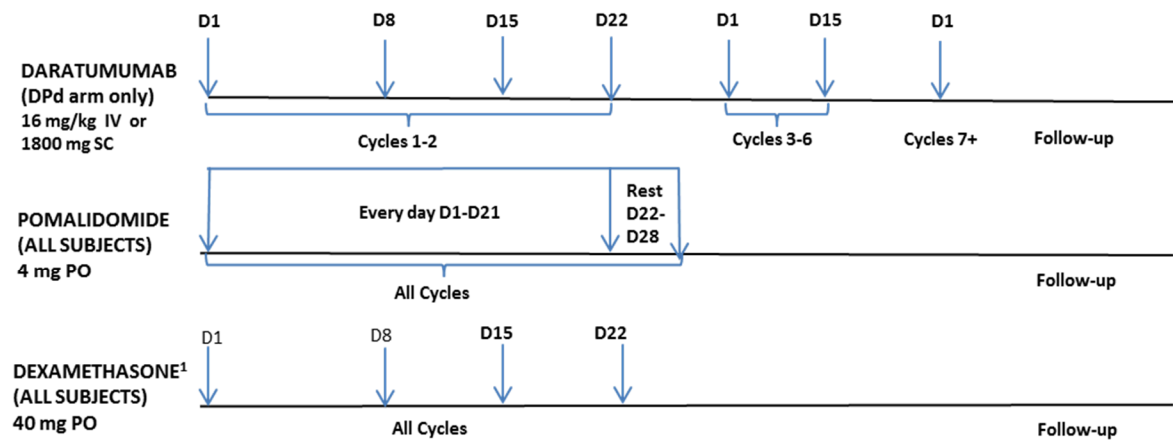 D1 D8 D15 D22 D1 D15 D1
DARATUMUMAB
(DPd arm only)
16 mg/kg IV or
1800 mg SC
Cycles 1-2 Cycles 3-6 Cycles 7+ Follow-up
POMALIDOMIDE
(ALL SUBJECTS)
4 mg PO
Every day D1-D21
Rest
D22-
D28
All Cycles
Follow-up
D1 D8 D15 D22
DEXAMETHASONE¹
(ALL SUBJECTS)
40 mg PO
All Cycles
Follow-up